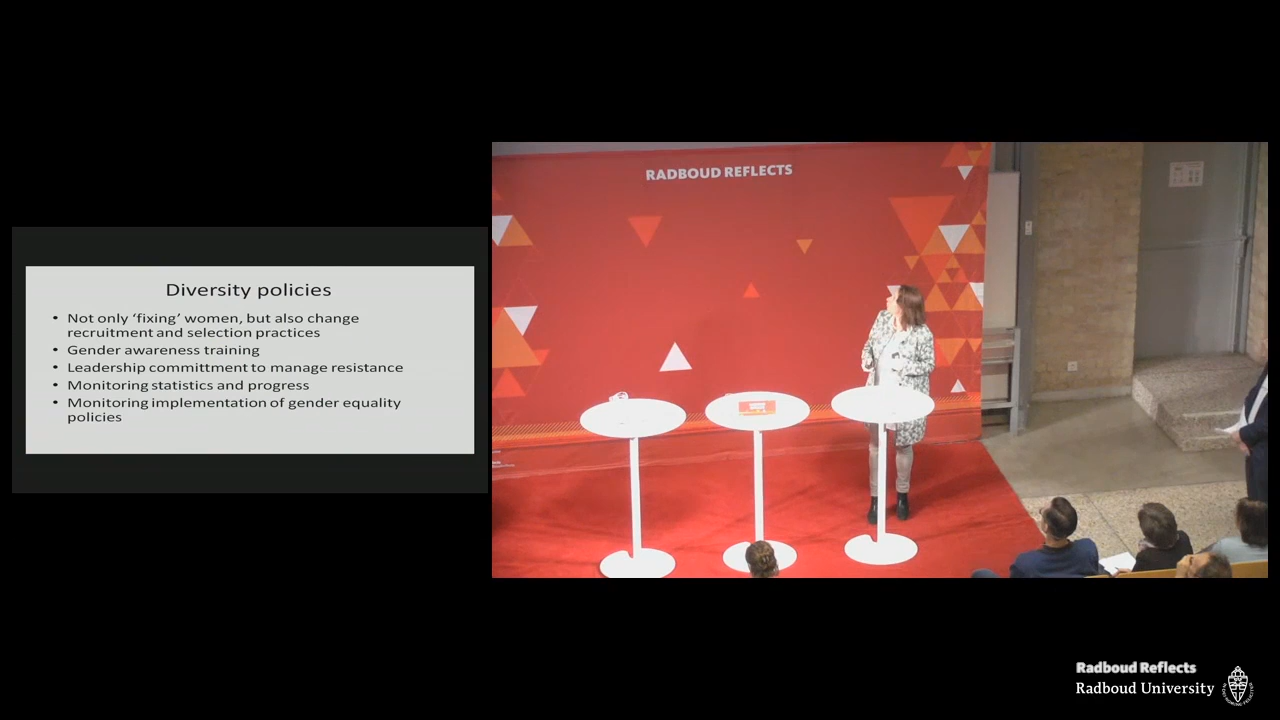 Diversity policies
• Not only ‘fixing’ women, but also change
recruitment and selection practices
• Gender awareness training
• Leadership committment to manage resistance
• Monitoring statistics and progress
• Monitoring implementation of gender equality
policies
RADBOUD REFLECTS
Radboud Reflects
Radboud University